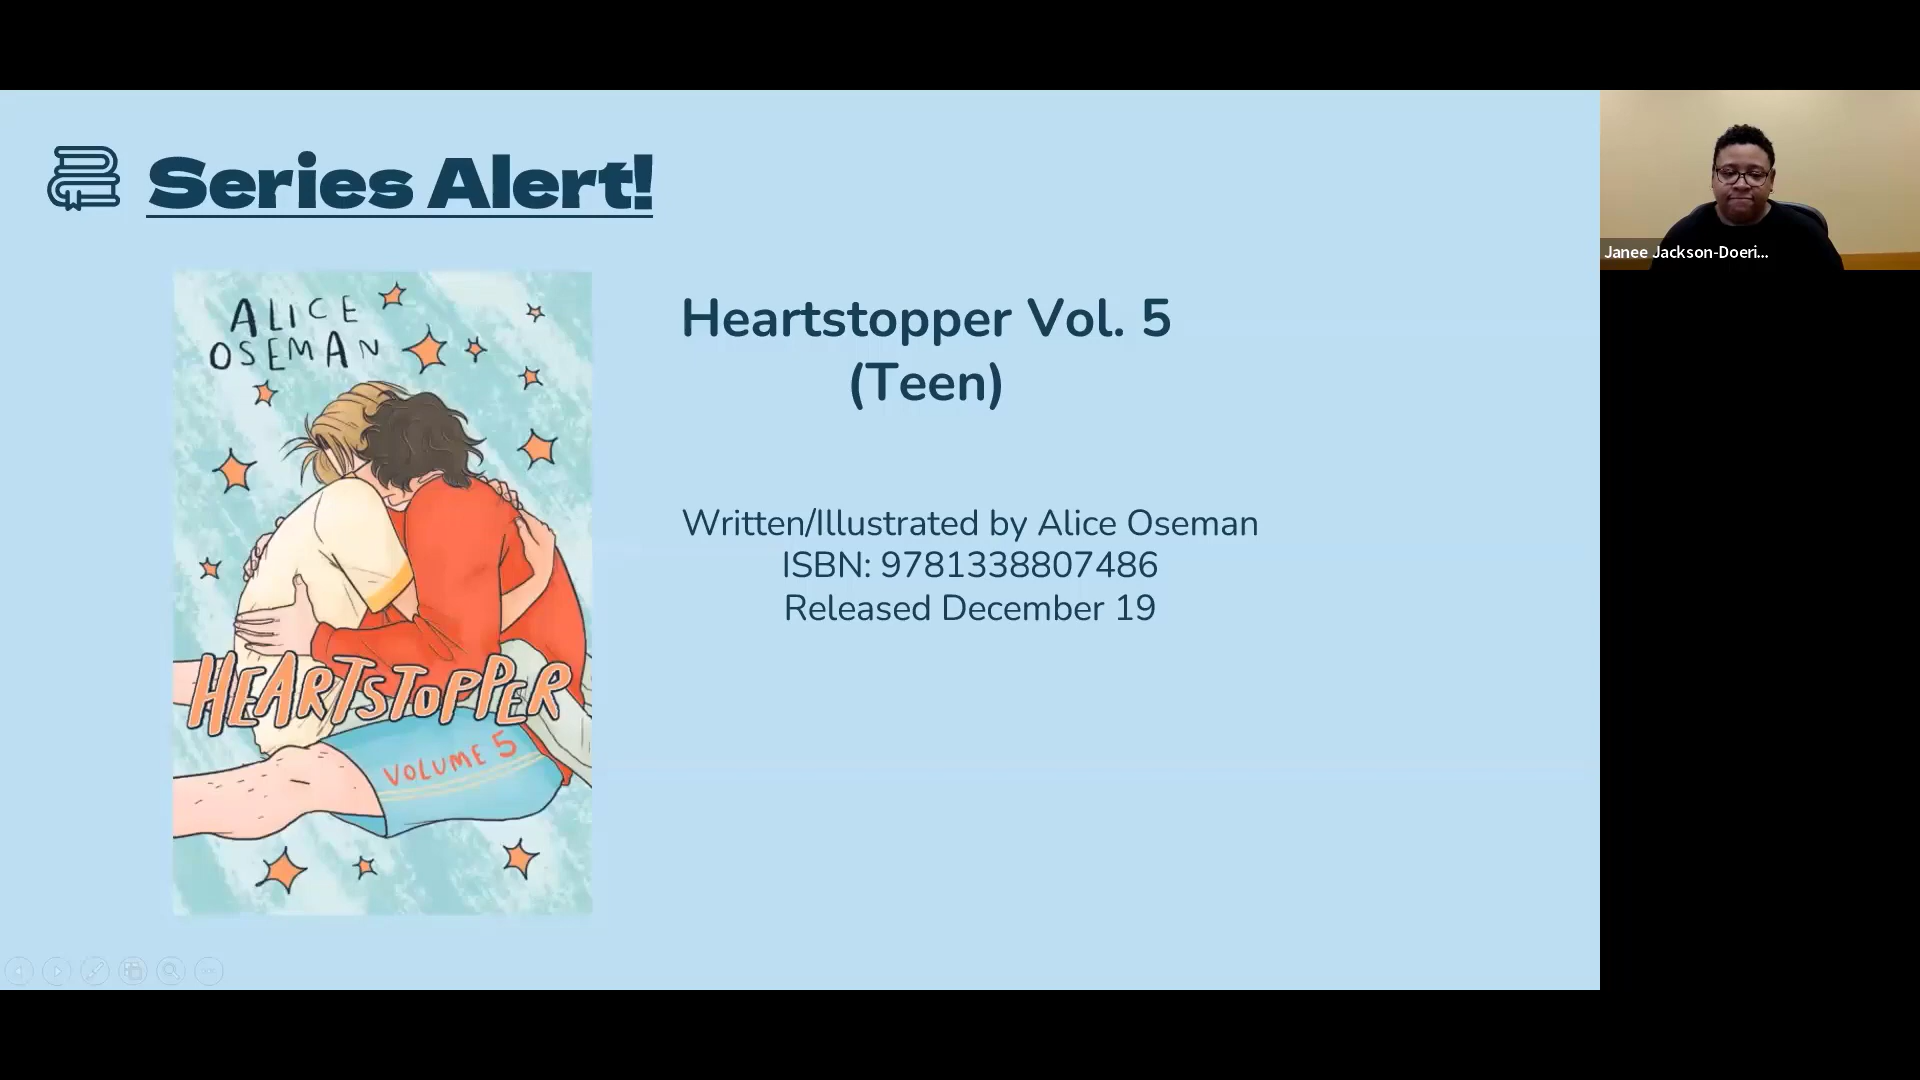 Series Alert!
ALICE
OSEMAN
HEARTSTOPPER
VOLUME 5
Heartstopper Vol. 5
(Teen)
Written/Illustrated by Alice Oseman
ISBN: 9781338807486
Released December 19
Janee Jackson-Doeri...